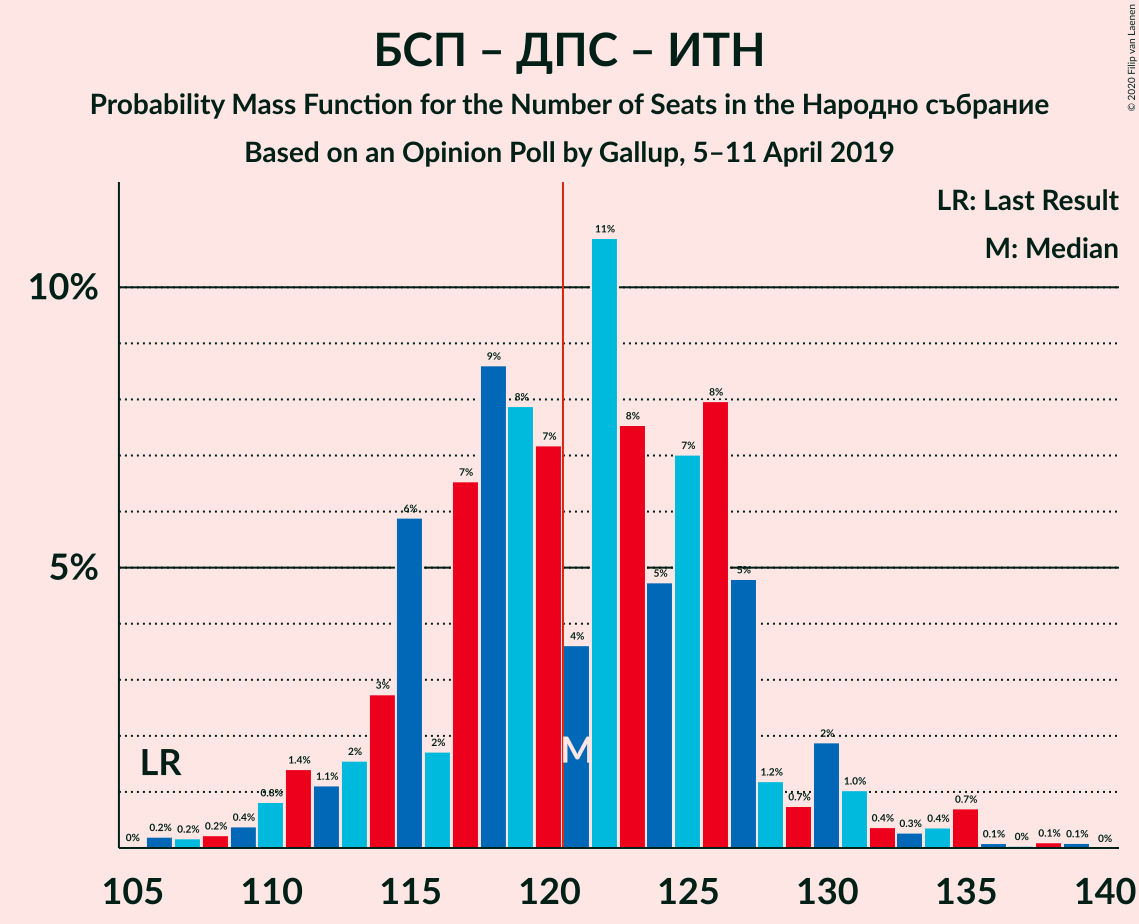 БСП – ДПС – ИТН
Probability Mass Function for the Number of Seats in the Народно събрание
Based on an Opinion Poll by Gallup, 5–11 April 2019
© 2020 Filip van Laenen
LR: Last Result
M: Median
10%
5%
0% 0.2% 0.2% 0.2% 0.4% 0.8% 1.4% 1.1% 2% 3% 6% 2% 7% 9% 8% 7% 4% 11% 8% 5% 7% 8% 5% 1.2% 0.7% 2% 1.0% 0.4% 0.3% 0.4% 0.7% 0.1% 0% 0.1% 0.1% 0%
LR
M
105 110 115 120 125 130 135 140